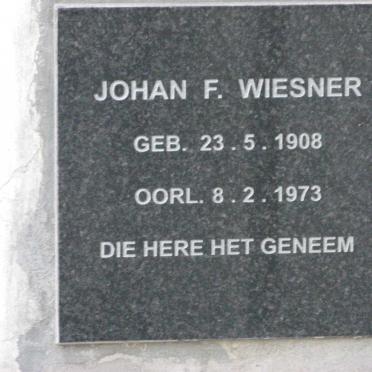 JOHAN F. WIESNER
GEB. 23.5.1908
OORL. 8.2.1973
DIE HERE HET GENEEM